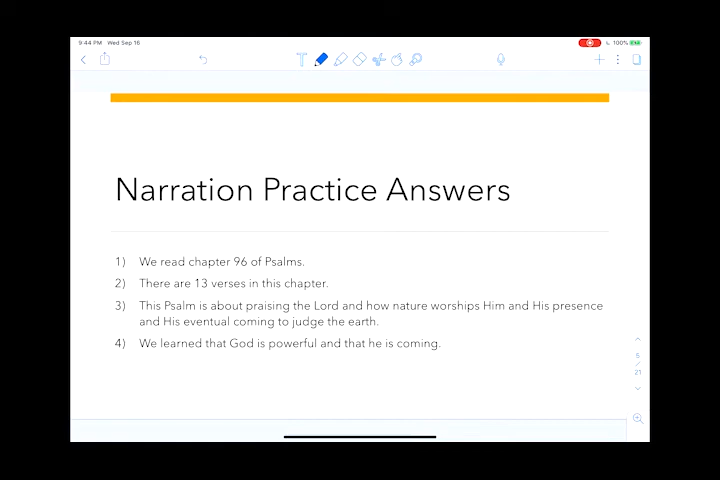 9:44 PM Wed Sep 16
100%
T
Narration Practice Answers
1) We read chapter 96 of Psalms.
2) There are 13 verses in this chapter.
3) This Psalm is about praising the Lord and how nature worships Him and His presence
and His eventual coming to judge the earth.
4) We learned that God is powerful and that he is coming.
5
/
21